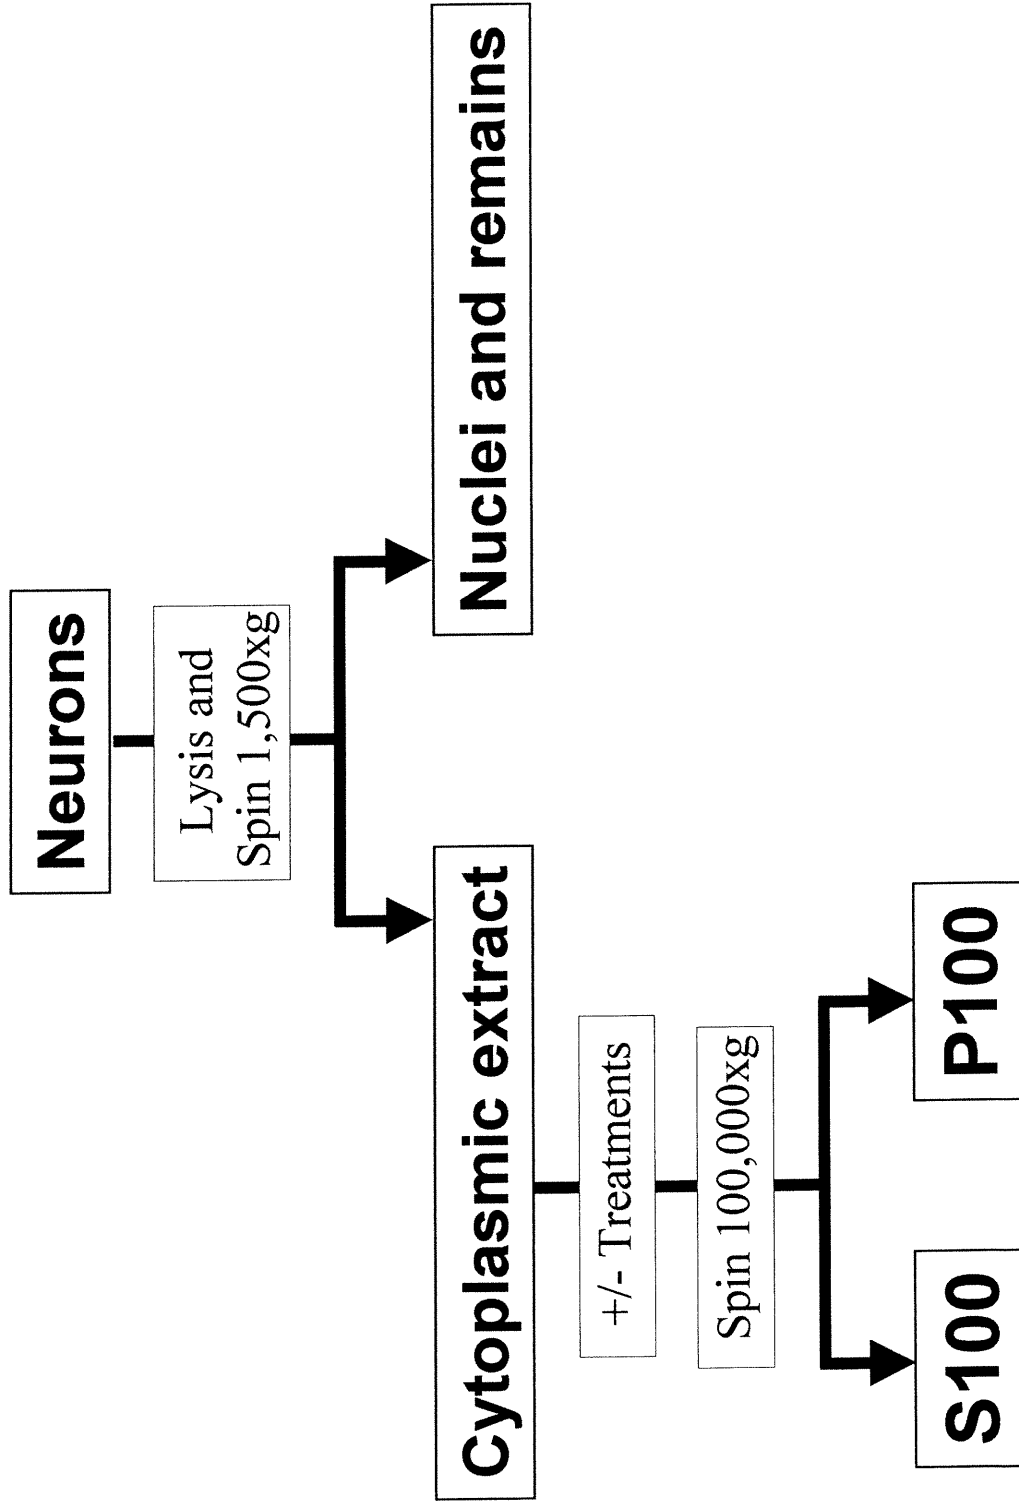 Neurons
Lysis and
Spin 1,500xg
Cytoplasmic extract
Nuclei and remains
+/- Treatments
Spin 100,000xg
S100
P100